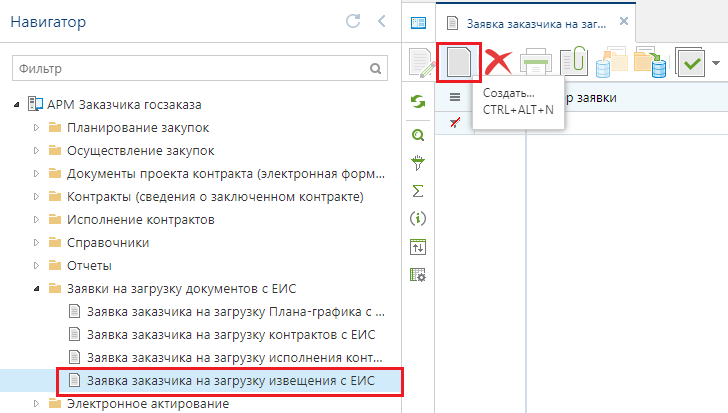 Навигатор
Фильтр
АРМ Заказчика госзаказа
Планирование закупок
Осуществление закупок
Документы проекта контракта (электронная форм...
Контракты (сведения о заключенном контракте)
Исполнение контрактов
Справочники
Отчеты
Заявки на загрузку документов с ЕИС
Заявка заказчика на загрузку Плана-графика с ...
Заявка заказчика на загрузку контрактов с ЕИС
Заявка заказчика на загрузку исполнения конт...
Заявка заказчика на загрузку извещения с ЕИС
Электронное актирование
Заявка заказчика на заг...
Создать...
CTRL+ALT+N
р заявки